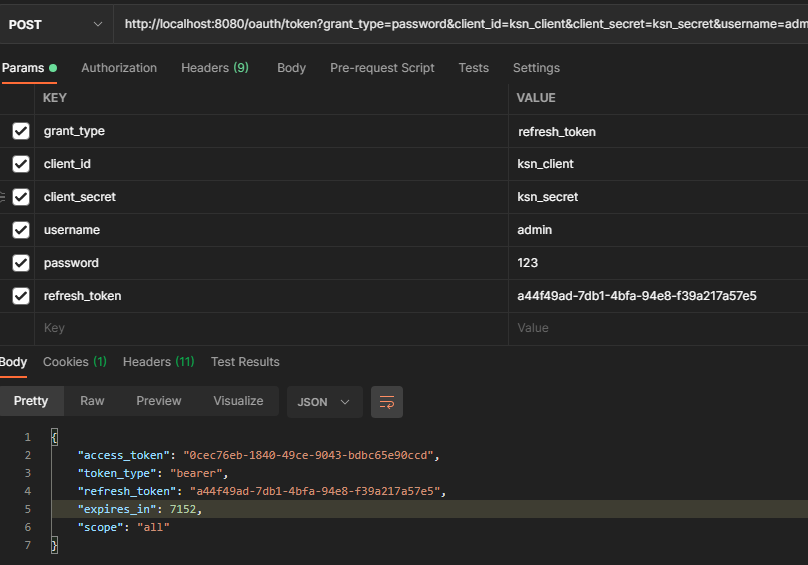 POST http://localhost:8080/oauth/token?grant_type=password&client_id=ksn_client&client_secret=ksn_secret&username=adm
Params Authorization Headers (9) Body Pre-request Script Tests Settings
KEY VALUE
grant_type refresh_token
client_id ksn_client
client_secret ksn_secret
username admin
password 123
refresh_token a44f49ad-7db1-4bfa-94e8-f39a217a57e5
Key Value
Body Cookies (1) Headers (11) Test Results
Pretty Raw Preview Visualize JSON
1 {
2 "access_token": "0cec76eb-1840-49ce-9043-bdbc65e90ccd",
3 "token_type": "bearer",
4 "refresh_token": "a44f49ad-7db1-4bfa-94e8-f39a217a57e5",
5 "expires_in": 7152,
6 "scope": "all"
7 }